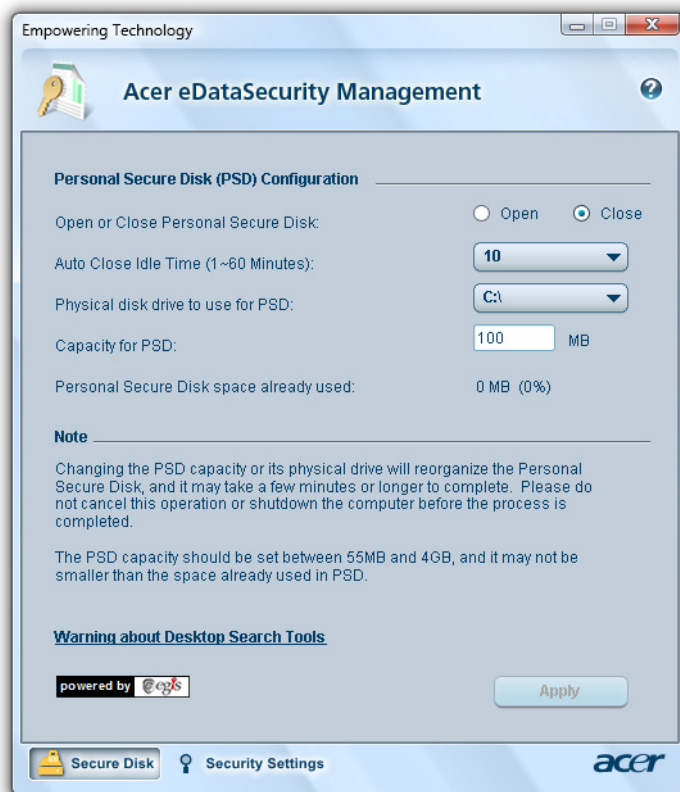 Empowering Technology
Acer eDataSecurity Management
Personal Secure Disk (PSD) Configuration
Open or Close Personal Secure Disk: Open Close
Auto Close Idle Time (1~60 Minutes): 10
Physical disk drive to use for PSD: C:\
Capacity for PSD: 100 MB
Personal Secure Disk space already used: 0 MB (0%)
Note
Changing the PSD capacity or its physical drive will reorganize the Personal
Secure Disk, and it may take a few minutes or longer to complete. Please do
not cancel this operation or shutdown the computer before the process is
completed.
The PSD capacity should be set between 55MB and 4GB, and it may not be
smaller than the space already used in PSD.
Warning about Desktop Search Tools
powered by egis
Apply
Secure Disk Security Settings acer